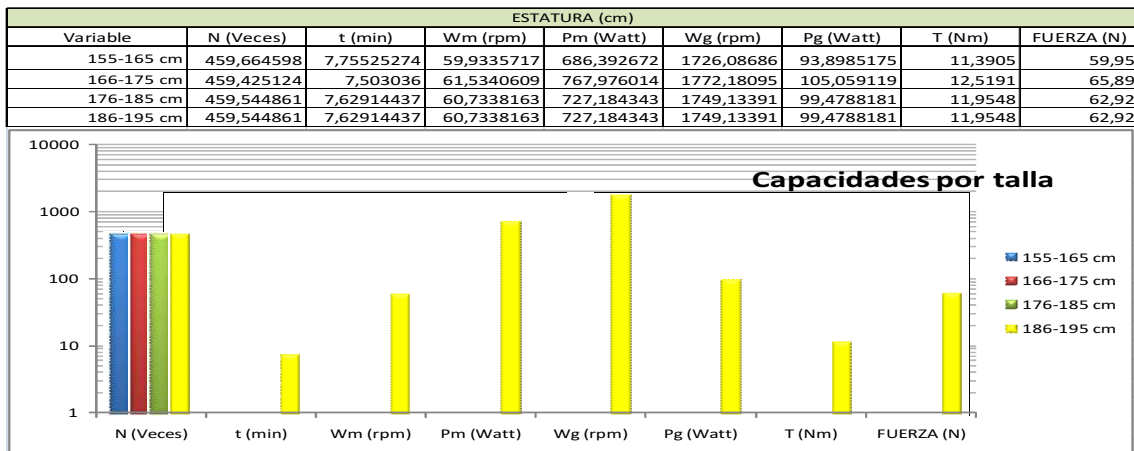 ESTATURA (cm)
Variable N (Veces) t (min) Wm (rpm) Pm (Watt) Wg (rpm) Pg (Watt) T (Nm) FUERZA (N)
155-165 cm 459,664598 7,75525274 59,9335717 686,392672 1726,08686 93,8985175 11,3905 59,95
166-175 cm 459,425124 7,503036 61,5340609 767,976014 1772,18095 105,059119 12,5191 65,89
176-185 cm 459,544861 7,62914437 60,7338163 727,184343 1749,13391 99,4788181 11,9548 62,92
186-195 cm 459,544861 7,62914437 60,7338163 727,184343 1749,13391 99,4788181 11,9548 62,92
Capacidades por talla
10000
1000
100
10
1
N (Veces) t (min) Wm (rpm) Pm (Watt) Wg (rpm) Pg (Watt) T (Nm) FUERZA (N)
155-165 cm
166-175 cm
176-185 cm
186-195 cm